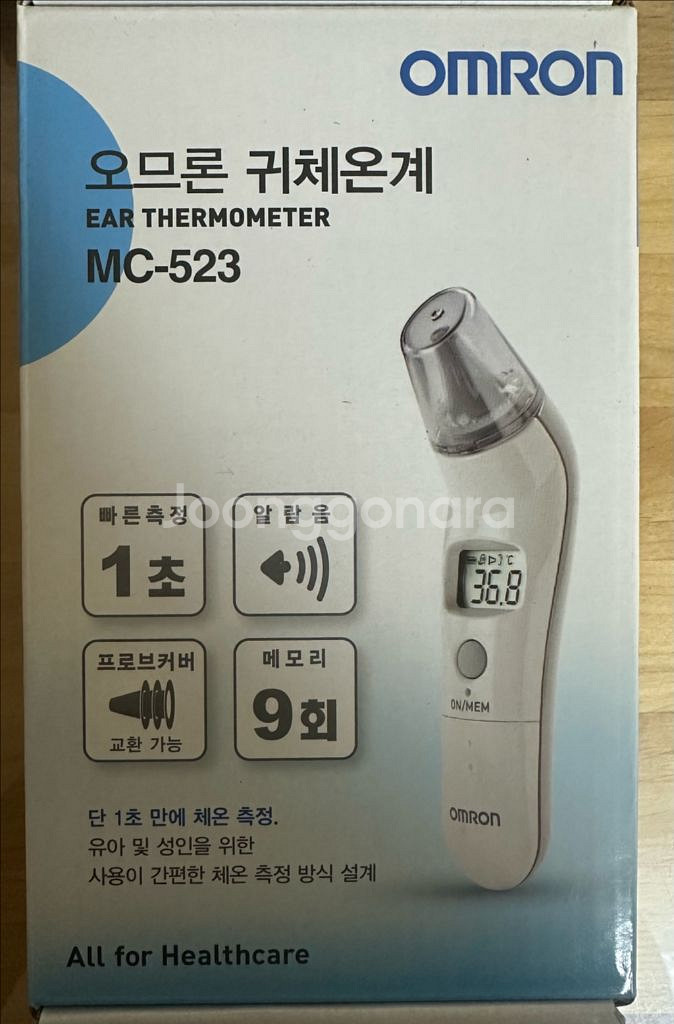 OMRON
오므론 귀체온계
EAR THERMOMETER
MC-523
Joonggonara
빠른측정
1초
알람음
프로브커버
교환 가능
메모리
9회
36.8
℃
ON/MEM
OMRON
단 1초 만에 체온 측정.
유아 및 성인을 위한
사용이 간편한 체온 측정 방식 설계
All for Healthcare